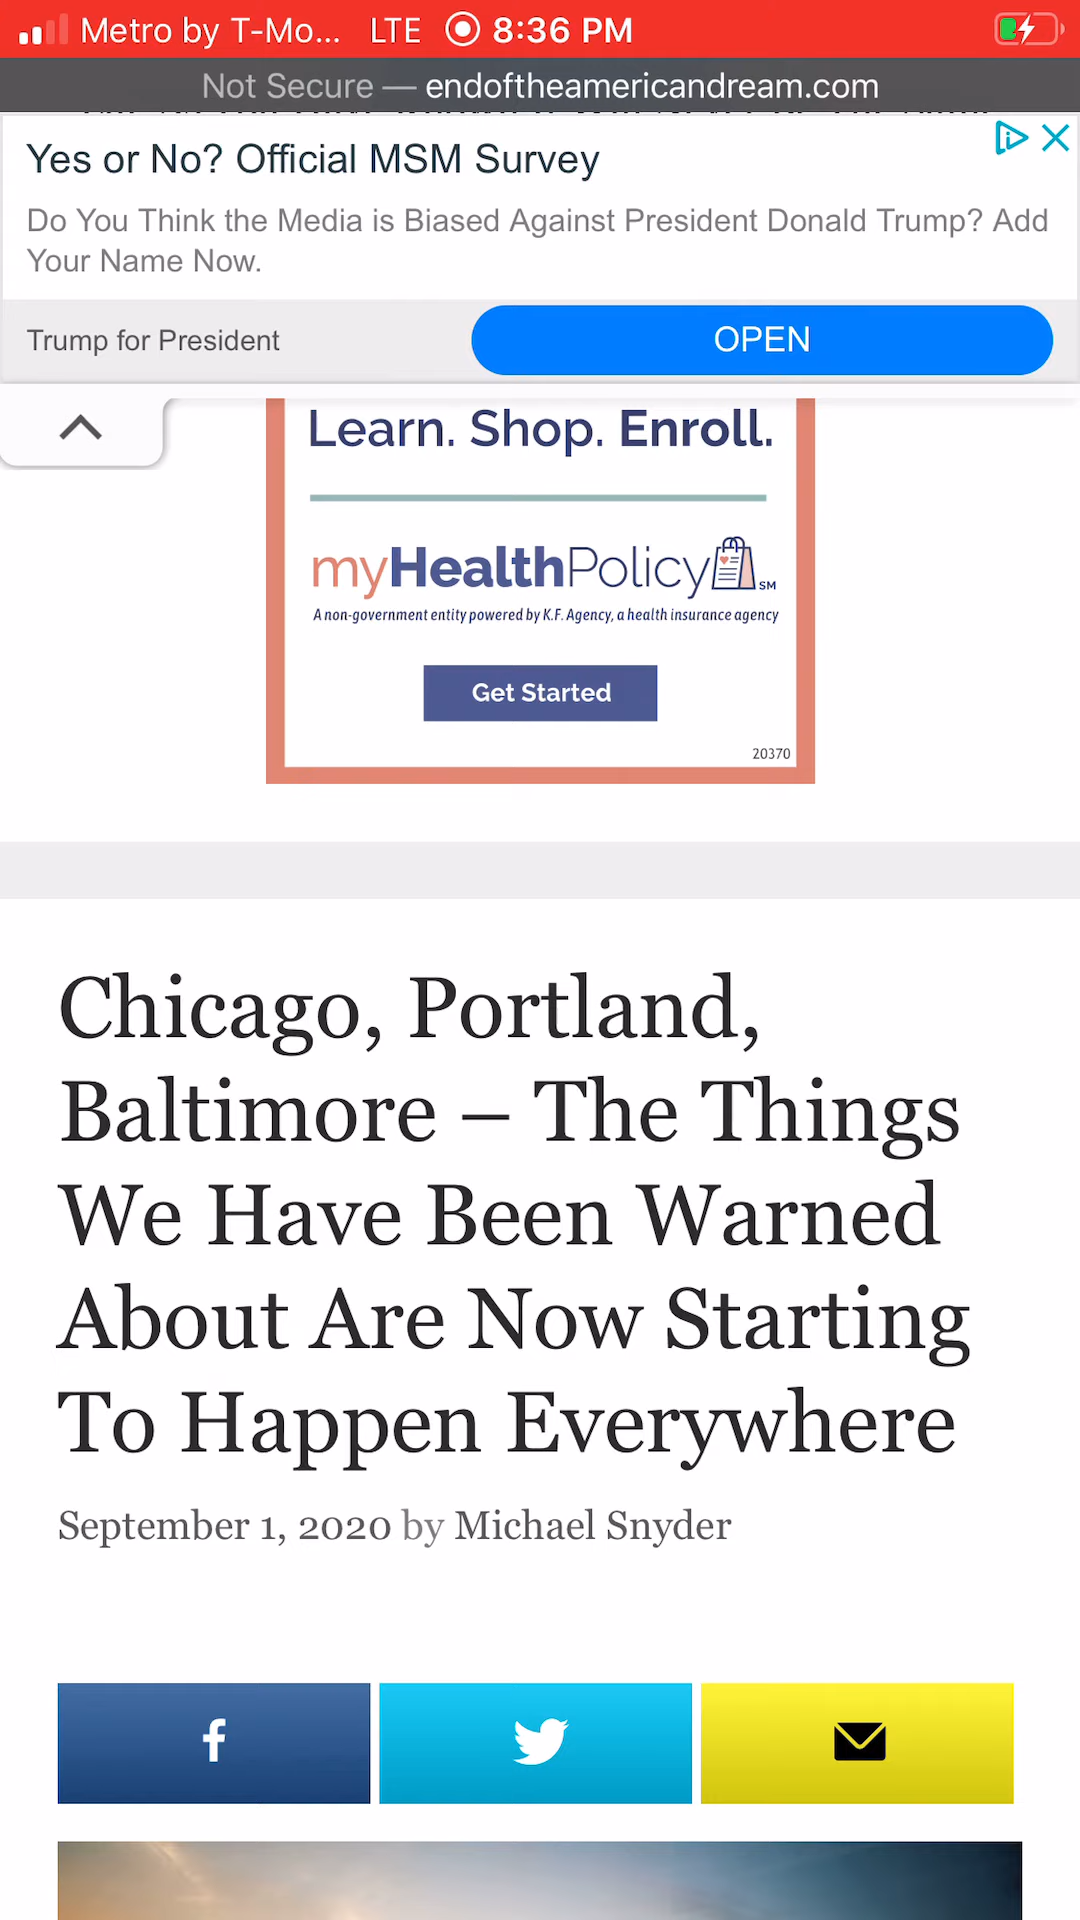 Metro by T-Mo... LTE 8:36 PM
Not Secure — endoftheamericandream.com
Yes or No? Official MSM Survey
Do You Think the Media is Biased Against President Donald Trump? Add
Your Name Now.
Trump for President
OPEN
Learn. Shop. Enroll.
myHealthPolicy SM
A non-government entity powered by K.F. Agency, a health insurance agency
Get Started
20370
Chicago, Portland,
Baltimore – The Things
We Have Been Warned
About Are Now Starting
To Happen Everywhere
September 1, 2020 by Michael Snyder